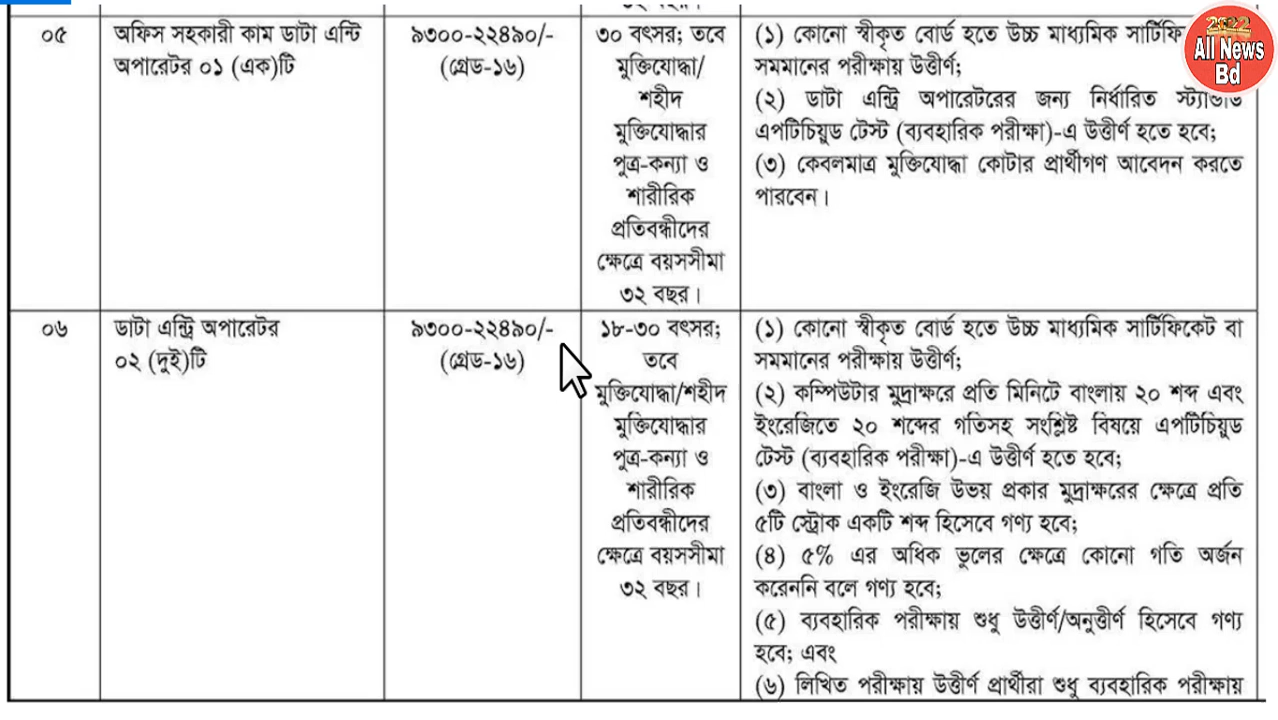 ০৫
অফিস সহকারী কাম ডাটা এন্টি
অপারেটর ০১ (এক)টি
৯৩০০-২২৪৯০/-
(গ্রেড-১৬)
৩০ বৎসর; তবে
মুক্তিযোদ্ধা/
শহীদ
মুক্তিযোদ্ধার
পুত্র-কন্যা ও
শারীরিক
প্রতিবন্ধীদের
ক্ষেত্রে বয়সসীমা
৩২ বছর।
(১) কোনো স্বীকৃত বোর্ড হতে উচ্চ মাধ্যমিক
সমমানের পরীক্ষায় উত্তীর্ণ;
(২) ডাটা এন্ট্রি অপারেটরের জন্য নির্ধারিত
এপটিচিয়ুড টেস্ট (ব্যবহারিক পরীক্ষা)-এ উত্তীর্ণ হতে হবে;
(৩) কেবলমাত্র মুক্তিযোদ্ধা কোটার প্রার্থীগণ আবেদন করতে
পারবেন।
2022
All News
Bd
০৬
ডাটা এন্ট্রি অপারেটর
০২ (দুই)টি
৯৩০০-২২৪৯০/-
(গ্রেড-১৬)
১৮-৩০ বৎসর;
তবে
মুক্তিযোদ্ধা/শহীদ
মুক্তিযোদ্ধার
পুত্র-কন্যা ও
শারীরিক
প্রতিবন্ধীদের
ক্ষেত্রে বয়সসীমা
৩২ বছর।
(১) কোনো স্বীকৃত বোর্ড হতে উচ্চ মাধ্যমিক সার্টিফিকেট বা
সমমানের পরীক্ষায় উত্তীর্ণ;
(২) কম্পিউটার মুদ্রাক্ষরে প্রতি মিনিটে বাংলায় ২০ শব্দ এবং
ইংরেজিতে ২০ শব্দের গতিসহ সংশ্লিষ্ট বিষয়ে এপটিচিয়ুড
টেস্ট (ব্যবহারিক পরীক্ষা)-এ উত্তীর্ণ হতে হবে;
(৩) বাংলা ও ইংরেজি উভয় প্রকার মুদ্রাক্ষরের ক্ষেত্রে প্রতি
৫টি স্ট্রোক একটি শব্দ হিসেবে গণ্য হবে;
(৪) ৫% এর অধিক ভুলের ক্ষেত্রে কোনো গতি অর্জন
করেননি বলে গণ্য হবে;
(৫) ব্যবহারিক পরীক্ষায় শুধু উত্তীর্ণ/অনুত্তীর্ণ হিসেবে গণ্য
হবে; এবং
(৬) লিখিত পরীক্ষায় উত্তীর্ণ প্রার্থীরা শুধু ব্যবহারিক পরীক্ষায়